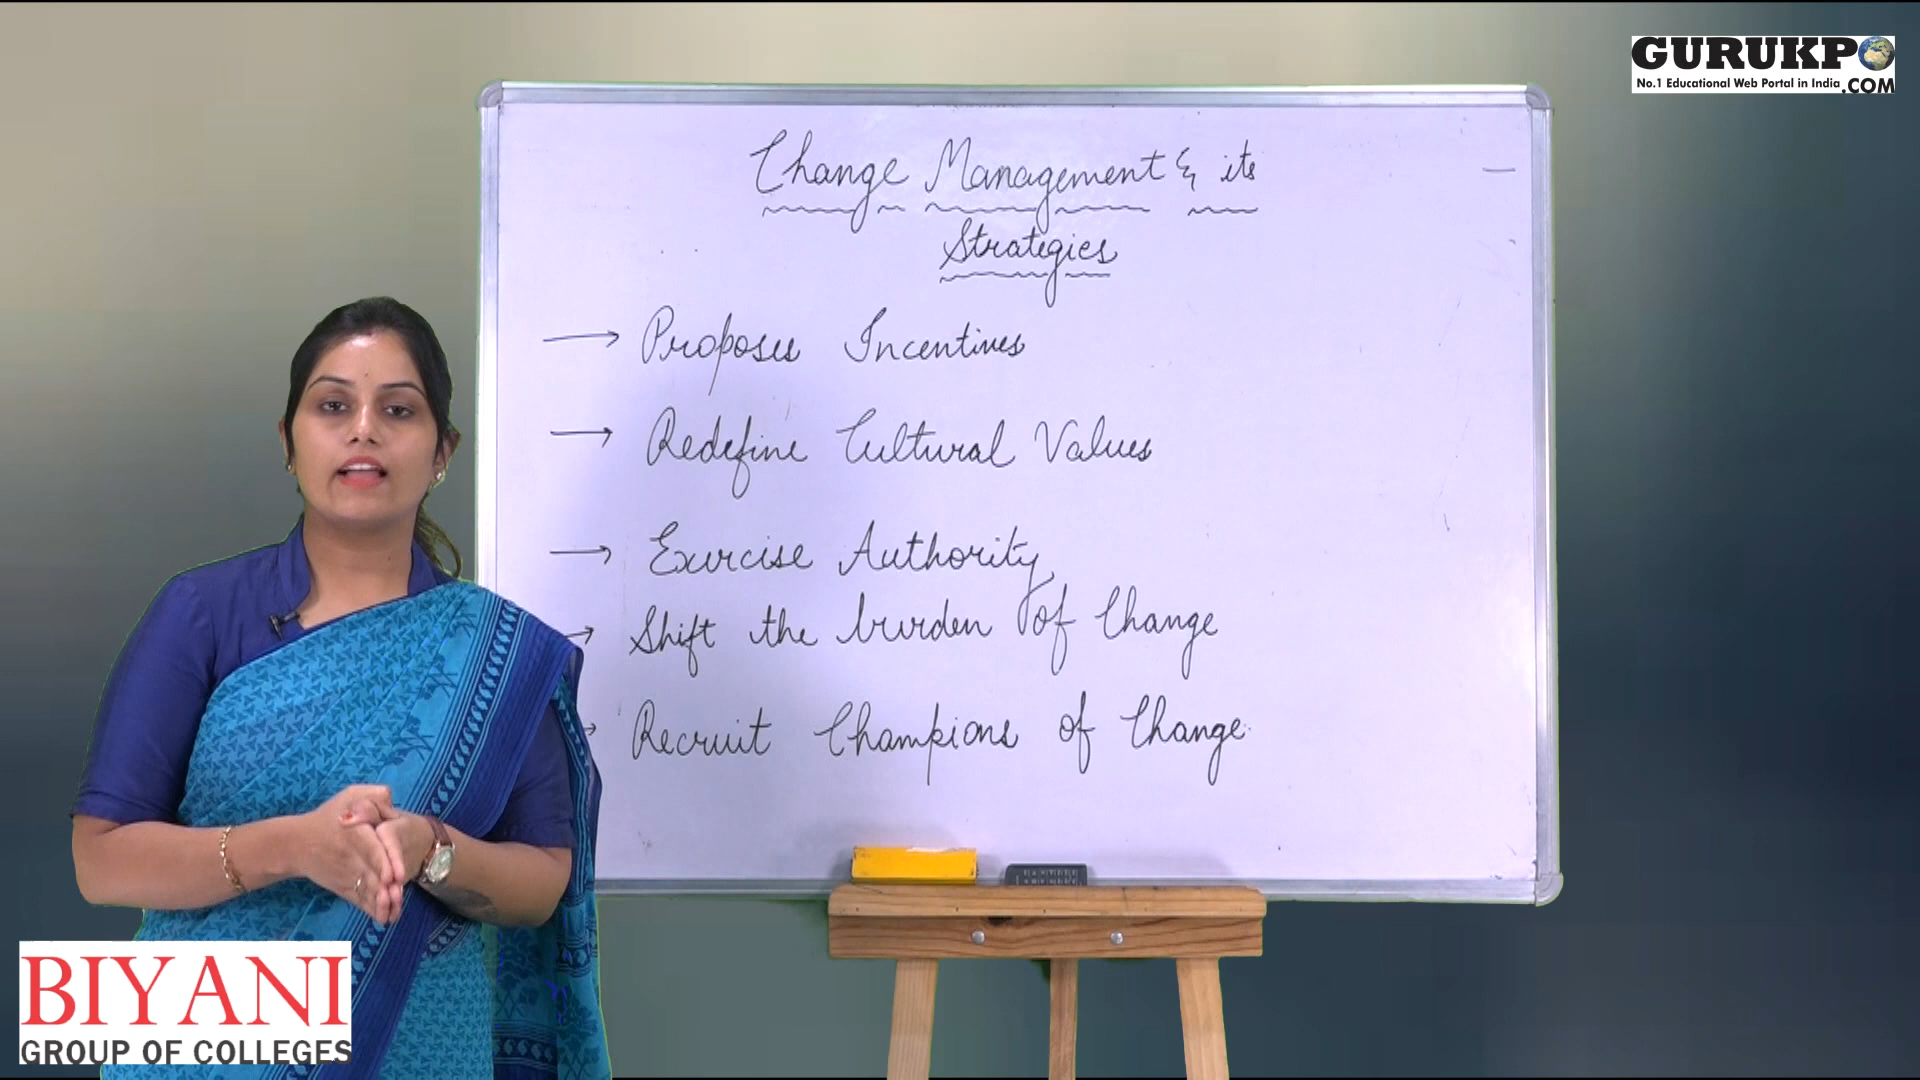 GURUKPO
No.1 Educational Web Portal in India .COM
Change Management & its
Strategies
→ Proposes Incentives
→ Redefine Cultural Values
→ Exercise Authority
→ Shift the burden of Change
→ Recruit Champions of Change
BIYANI
GROUP OF COLLEGES